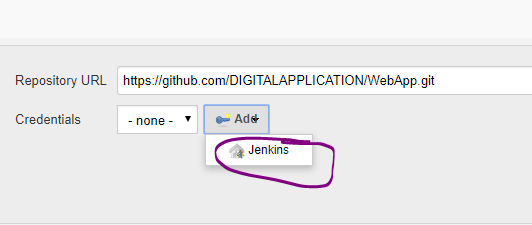 Repository URL https://github.com/DIGITALAPPLICATION/WebApp.git
Credentials - none - Add
Jenkins